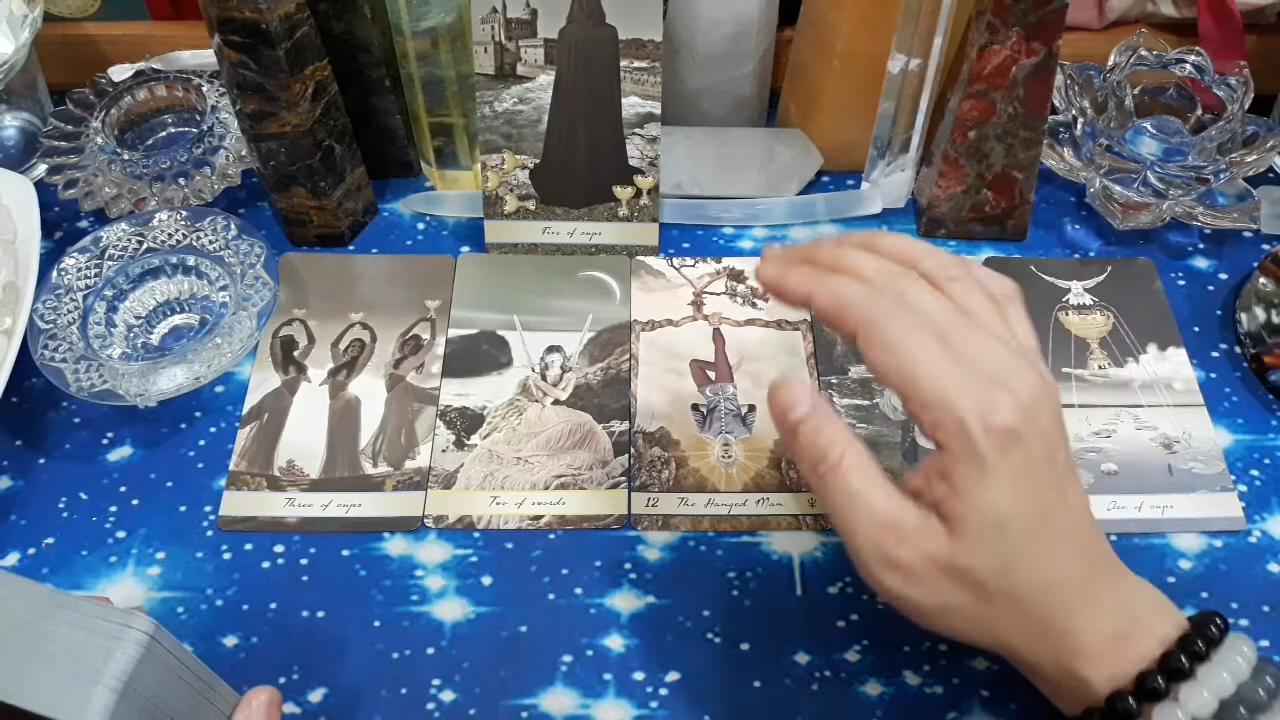 Five of cups
Three of cups
Two of swords
12 The Hanged Man
Ace of cups